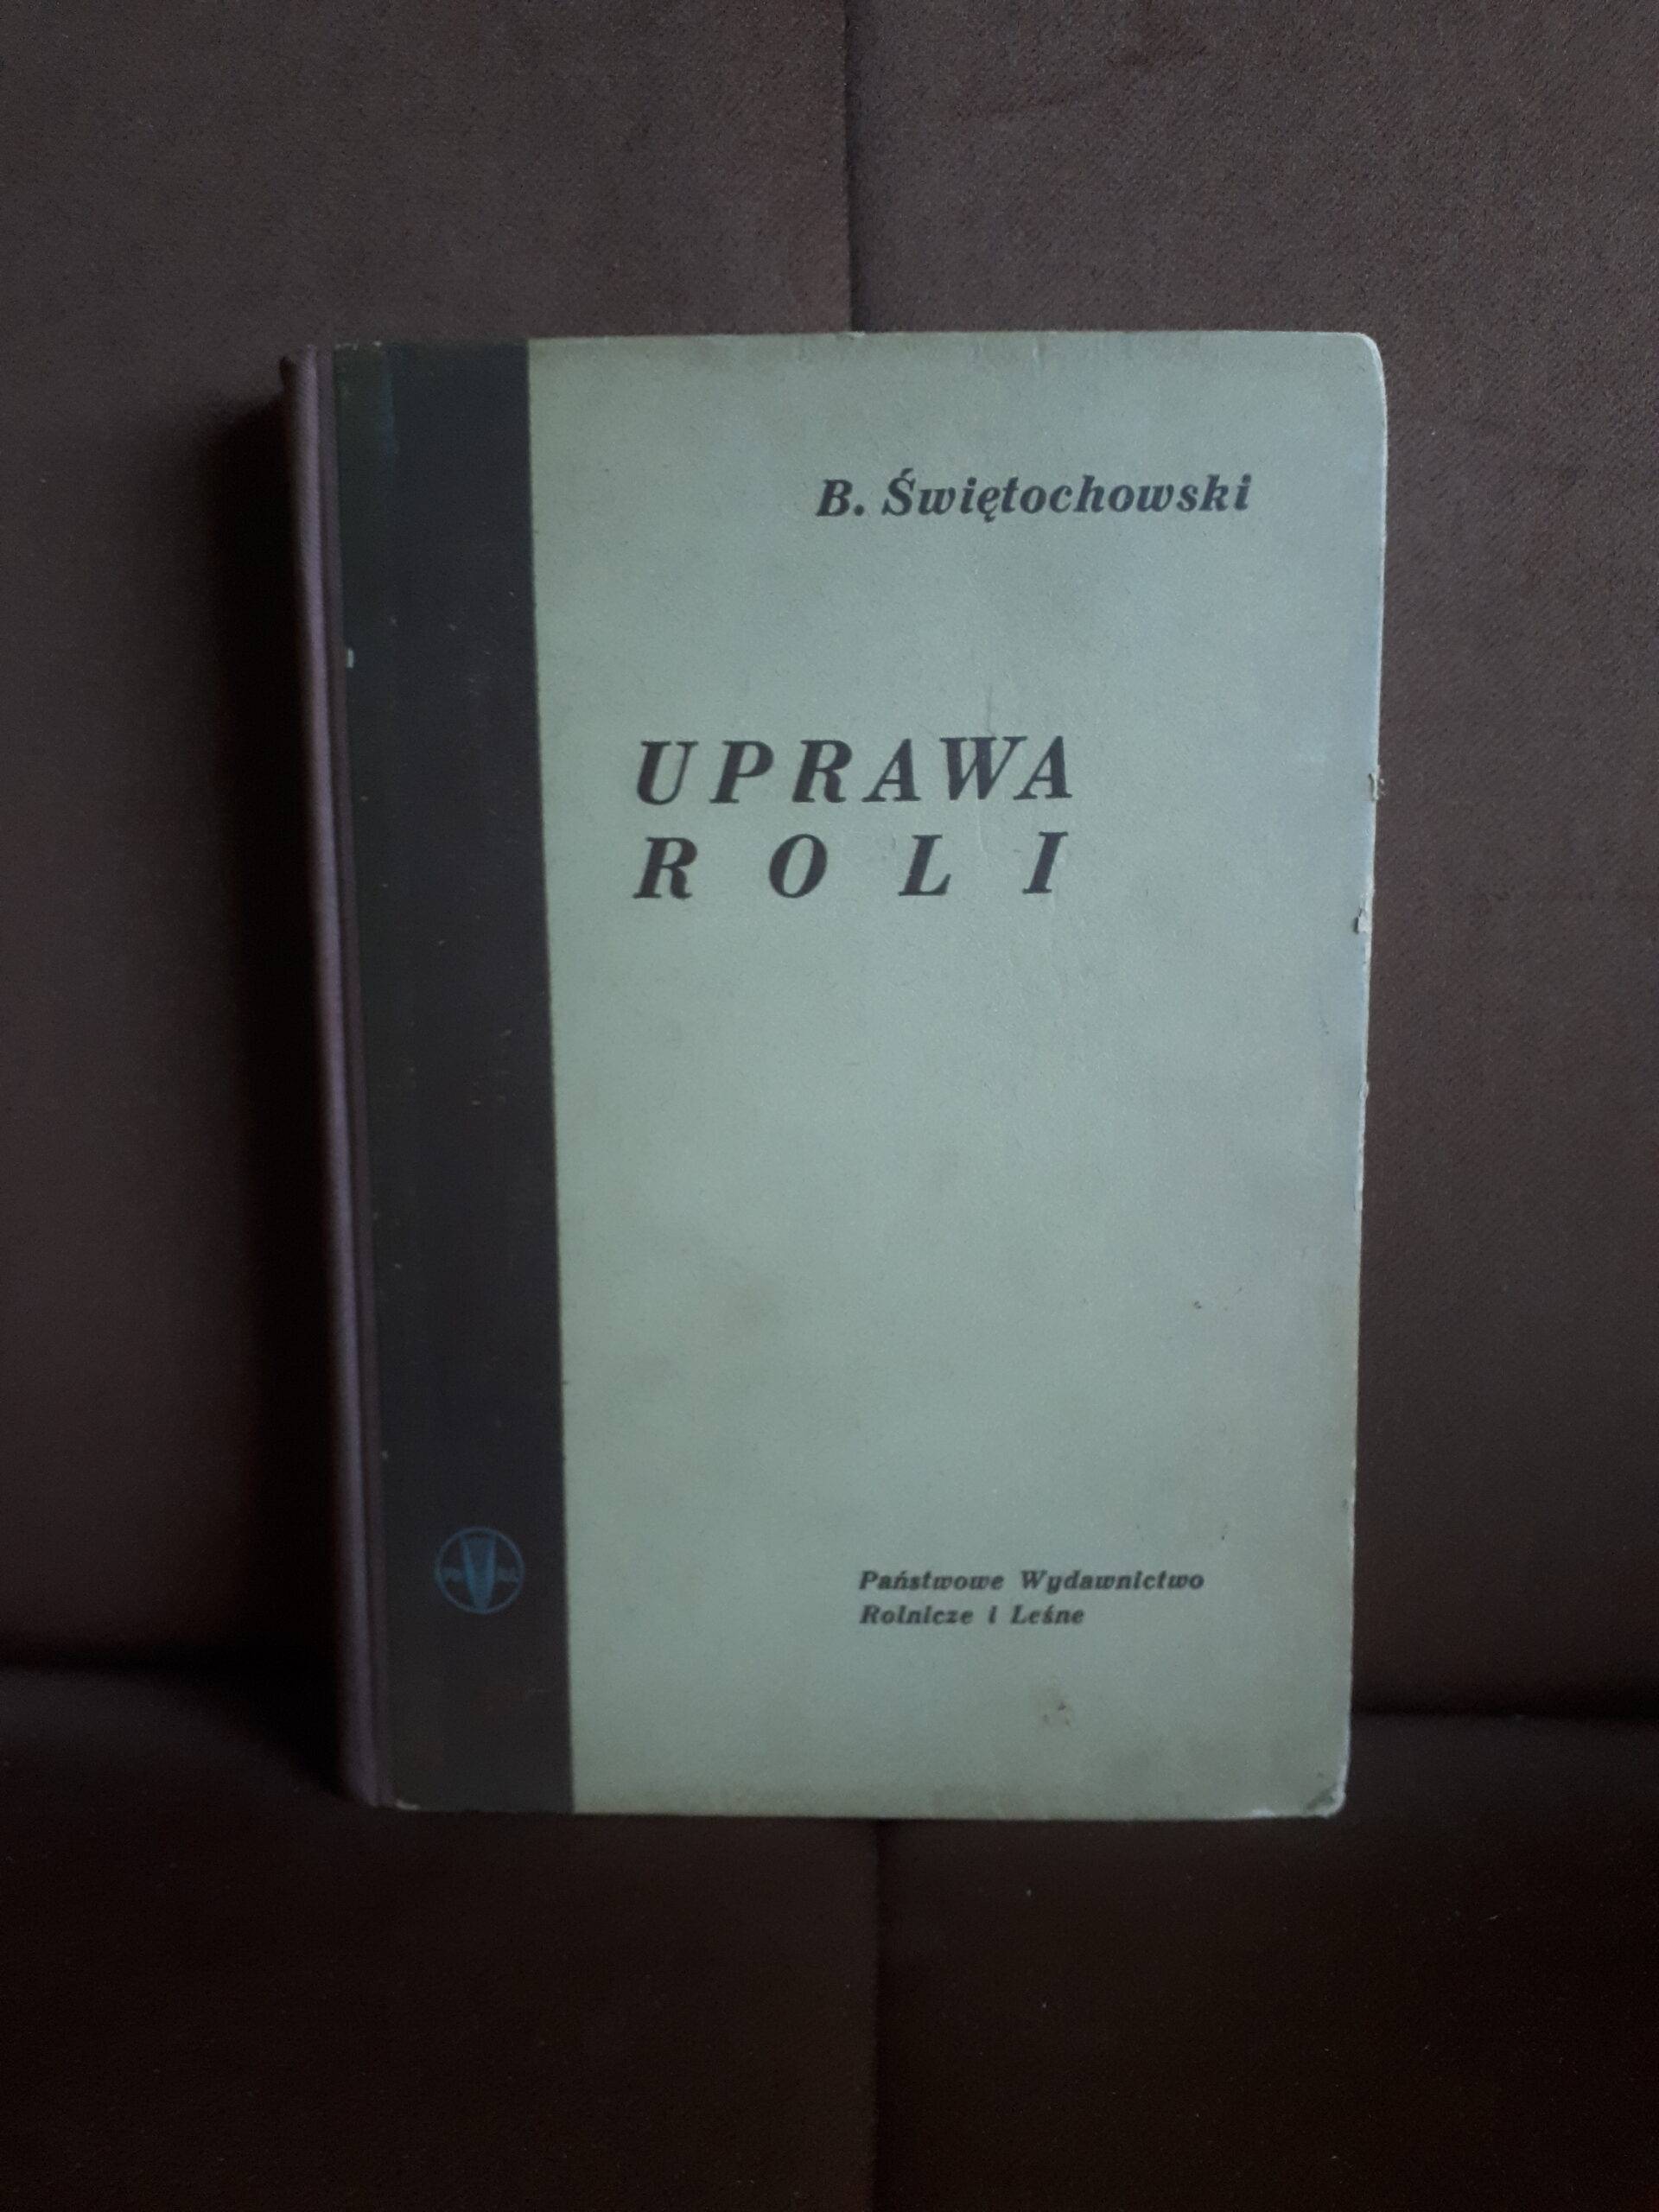 B. Świętochowski
UPRAWA
ROLI
Państwowe Wydawnictwo
Rolnicze i Leśne